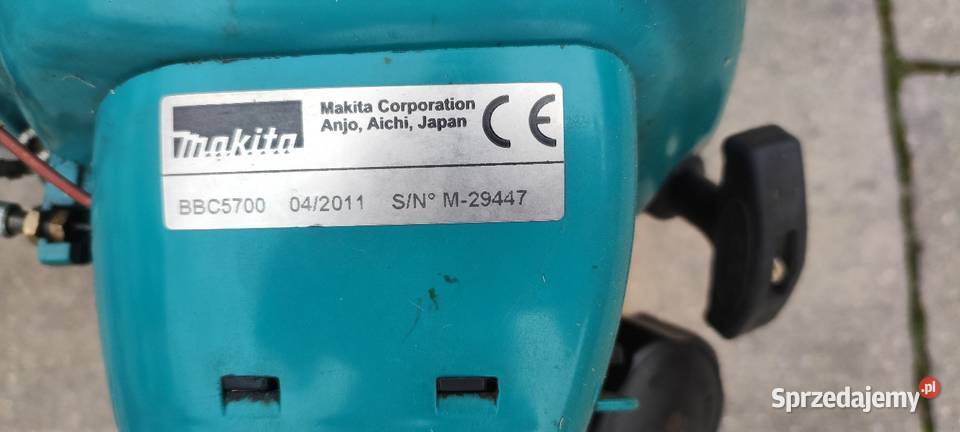 makita
Makita Corporation
Anjo, Aichi, Japan
CE
BBC5700 04/2011 S/N° M-29447
Sprzedajemy.pl